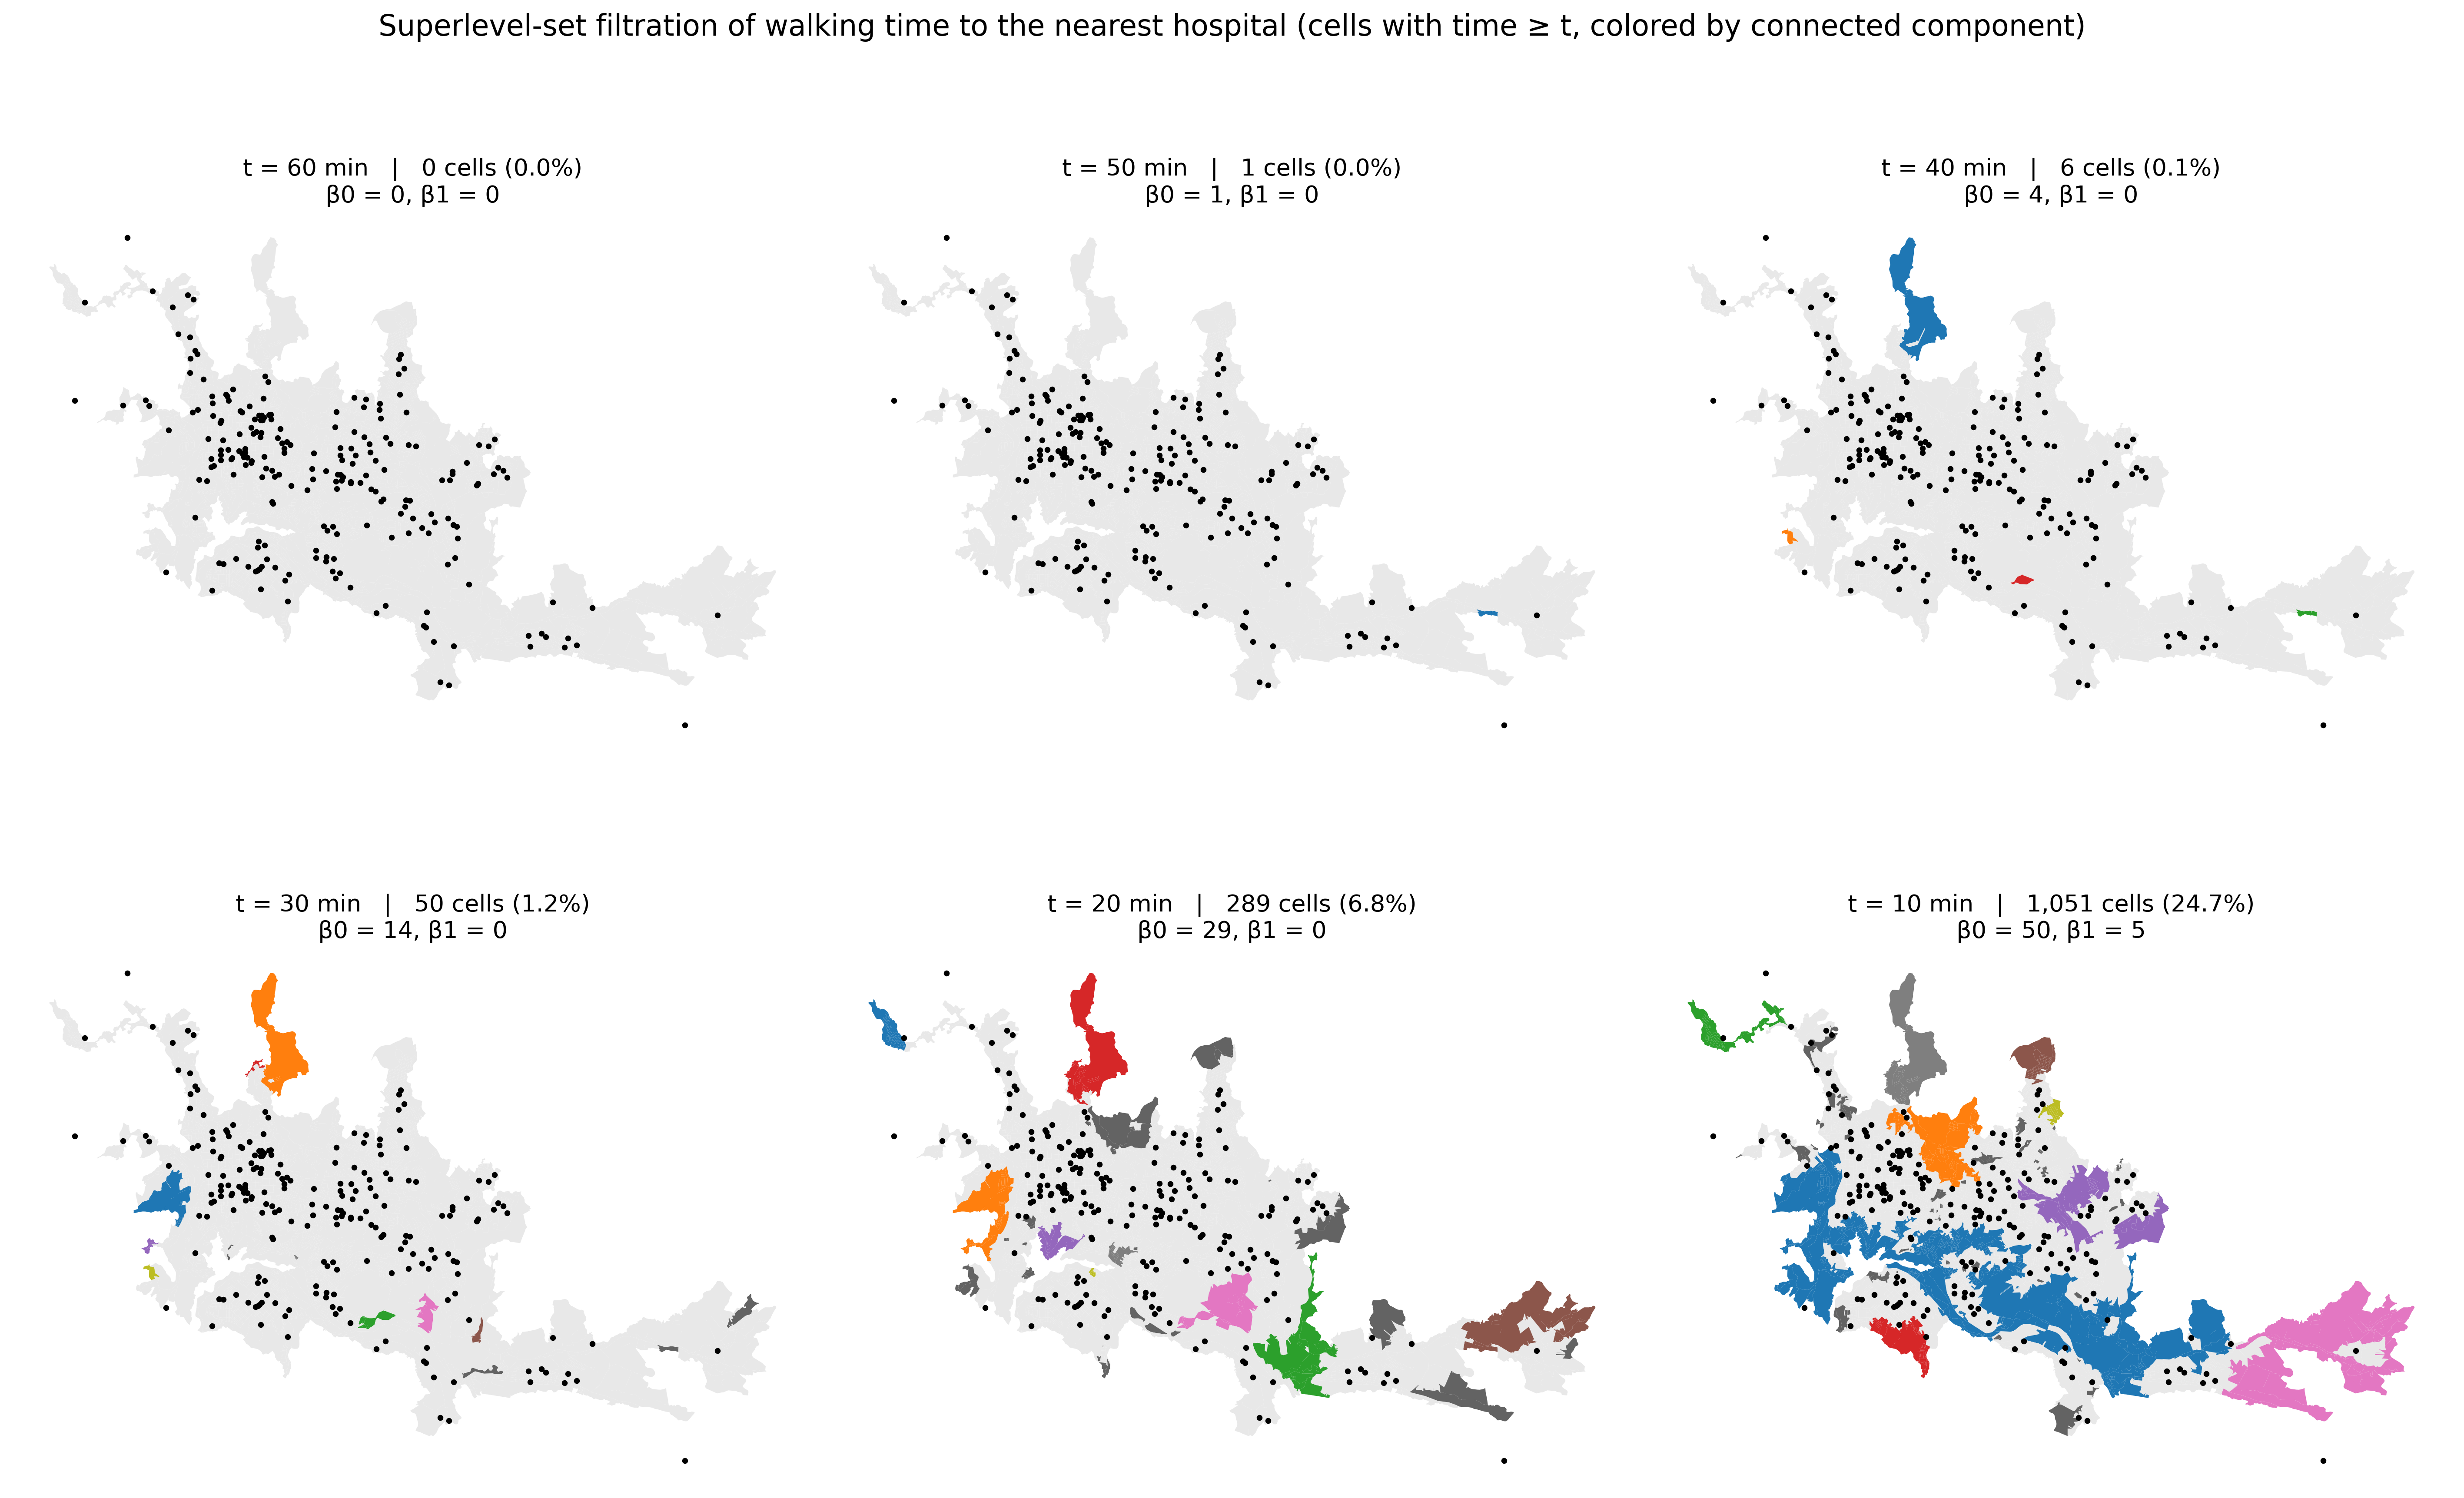 Superlevel-set filtration of walking time to the nearest hospital (cells with time ≥ t, colored by connected component)
t = 60 min | 0 cells (0.0%)
β0 = 0, β1 = 0
t = 50 min | 1 cells (0.0%)
β0 = 1, β1 = 0
t = 40 min | 6 cells (0.1%)
β0 = 4, β1 = 0
t = 30 min | 50 cells (1.2%)
β0 = 14, β1 = 0
t = 20 min | 289 cells (6.8%)
β0 = 29, β1 = 0
t = 10 min | 1,051 cells (24.7%)
β0 = 50, β1 = 5